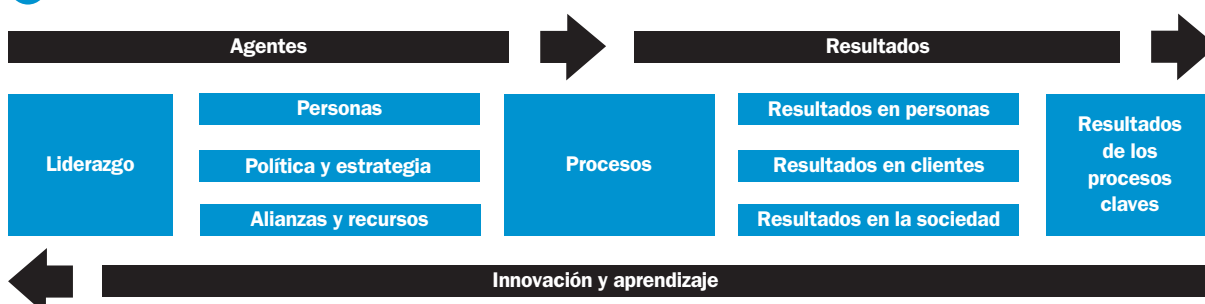 Agentes
Resultados
Liderazgo
Personas
Política y estrategia
Alianzas y recursos
Procesos
Resultados en personas
Resultados en clientes
Resultados en la sociedad
Resultados
de los
procesos
claves
Innovación y aprendizaje